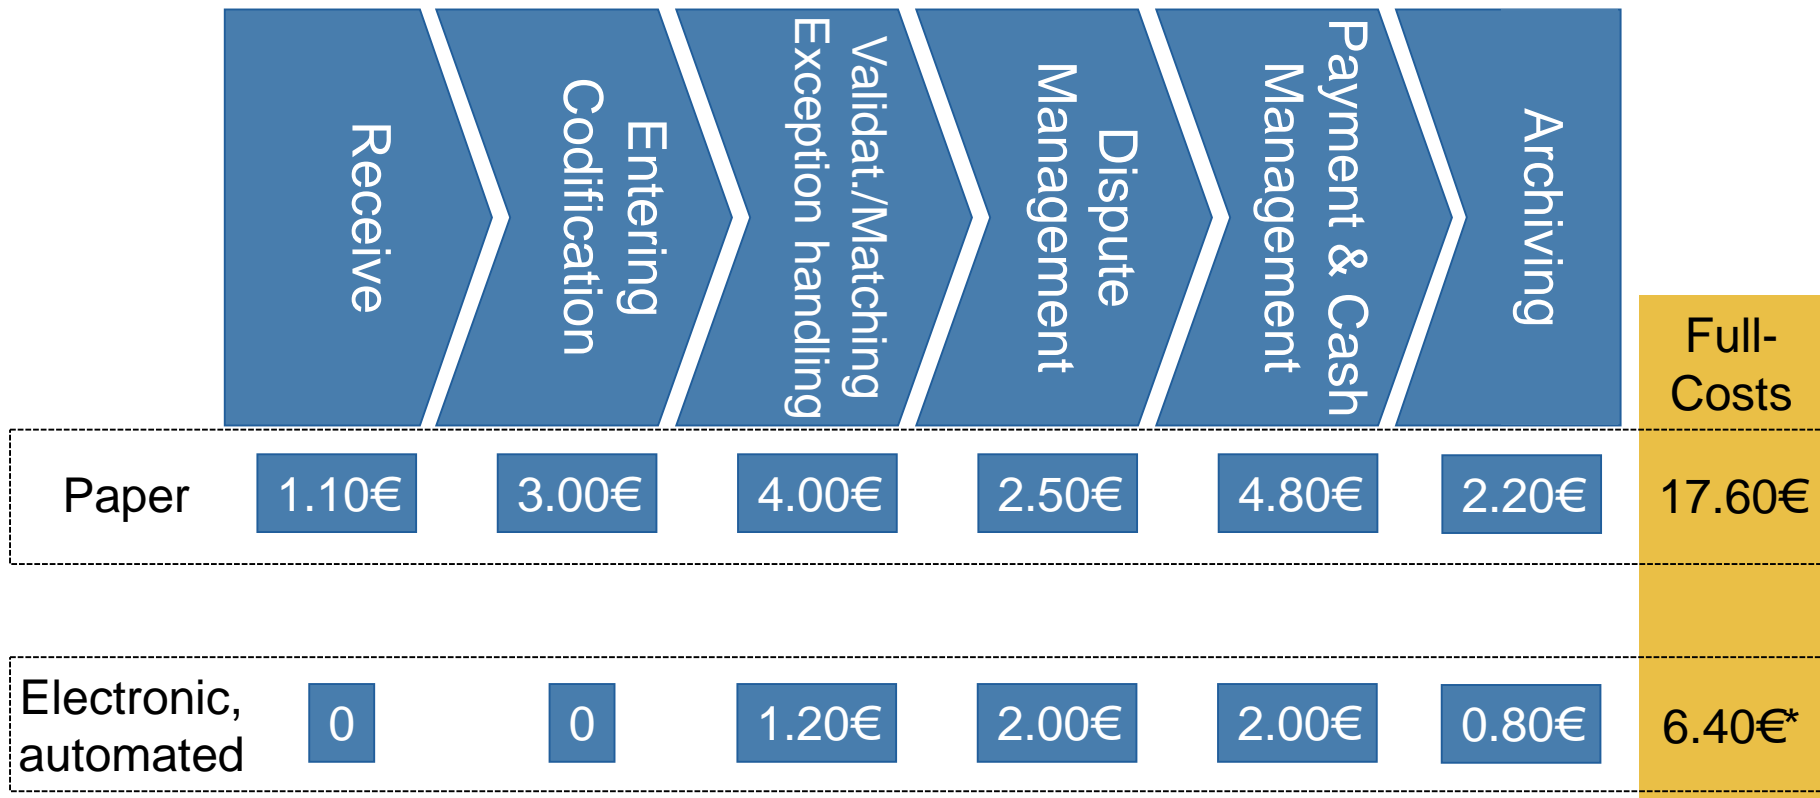 Receive
Entering
Codification
Validat./Matching
Exception handling
Dispute
Management
Payment & Cash
Management
Archiving
Full-
Costs
Paper
1.10€
3.00€
4.00€
2.50€
4.80€
2.20€
17.60€
Electronic,
automated
0
0
1.20€
2.00€
2.00€
0.80€
6.40€*